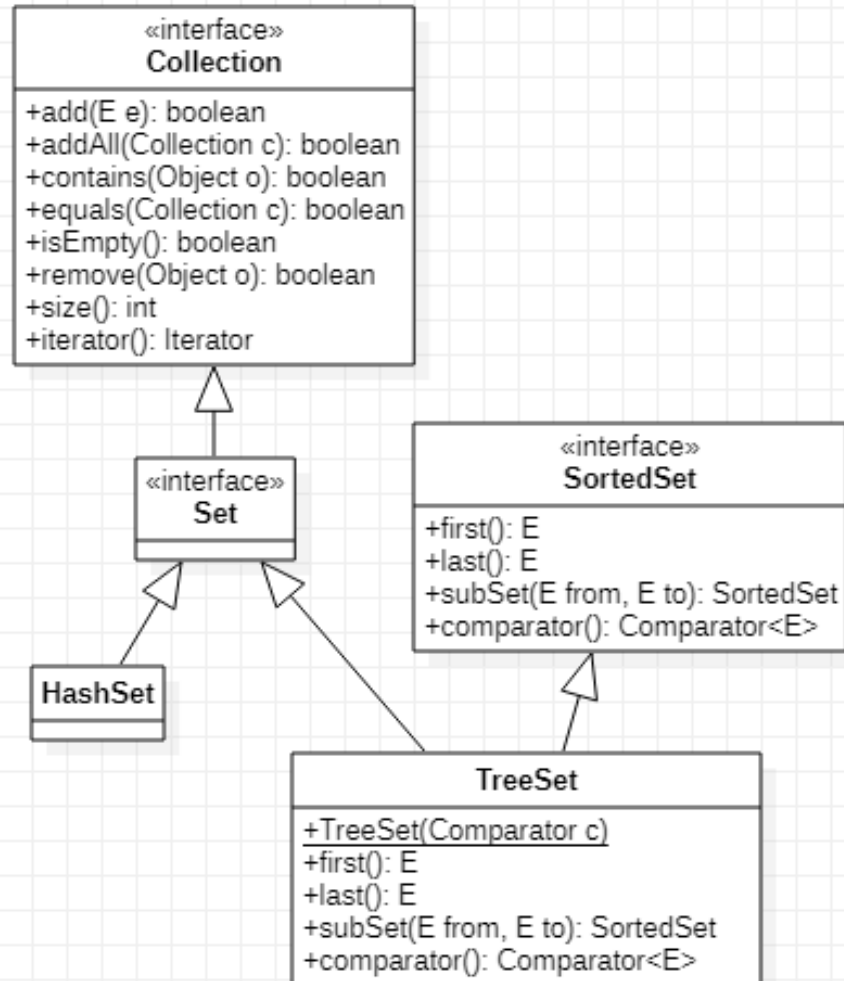 «interface»
Collection
+add(E e): boolean
+addAll(Collection c): boolean
+contains(Object o): boolean
+equals(Collection c): boolean
+isEmpty(): boolean
+remove(Object o): boolean
+size(): int
+iterator(): Iterator
«interface»
Set
«interface»
SortedSet
+first(): E
+last(): E
+subSet(E from, E to): SortedSet
+comparator(): Comparator<E>
HashSet
TreeSet
+TreeSet(Comparator c)
+first(): E
+last(): E
+subSet(E from, E to): SortedSet
+comparator(): Comparator<E>